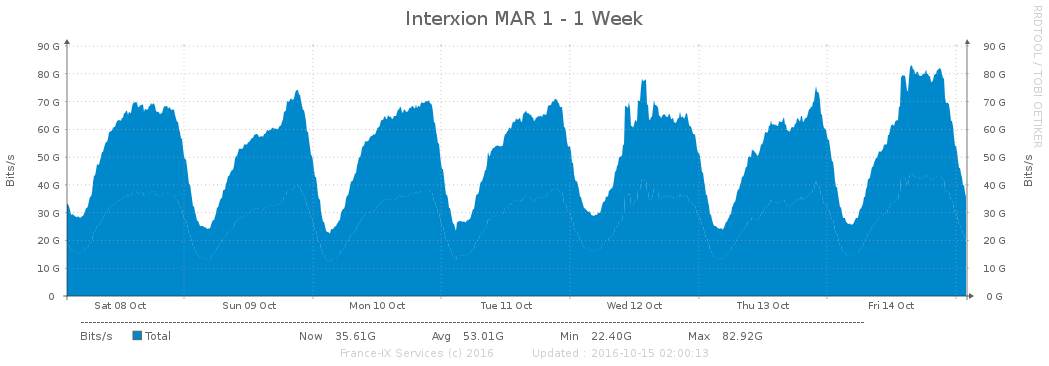 Interxion MAR 1 - 1 Week
RRDTOOL / TOBI OETIKER
90 G 90 G
80 G 80 G
70 G 70 G
60 G 60 G
50 G 50 G
40 G 40 G
30 G 30 G
20 G 20 G
10 G 10 G
0 0 G
Bits/s
Bits/s
Sat 08 Oct Sun 09 Oct Mon 10 Oct Tue 11 Oct Wed 12 Oct Thu 13 Oct Fri 14 Oct
Bits/s Total Now 35.61G Avg 53.01G Min 22.40G Max 82.92G
France-IX Services (c) 2016 Updated : 2016-10-15 02:00:13